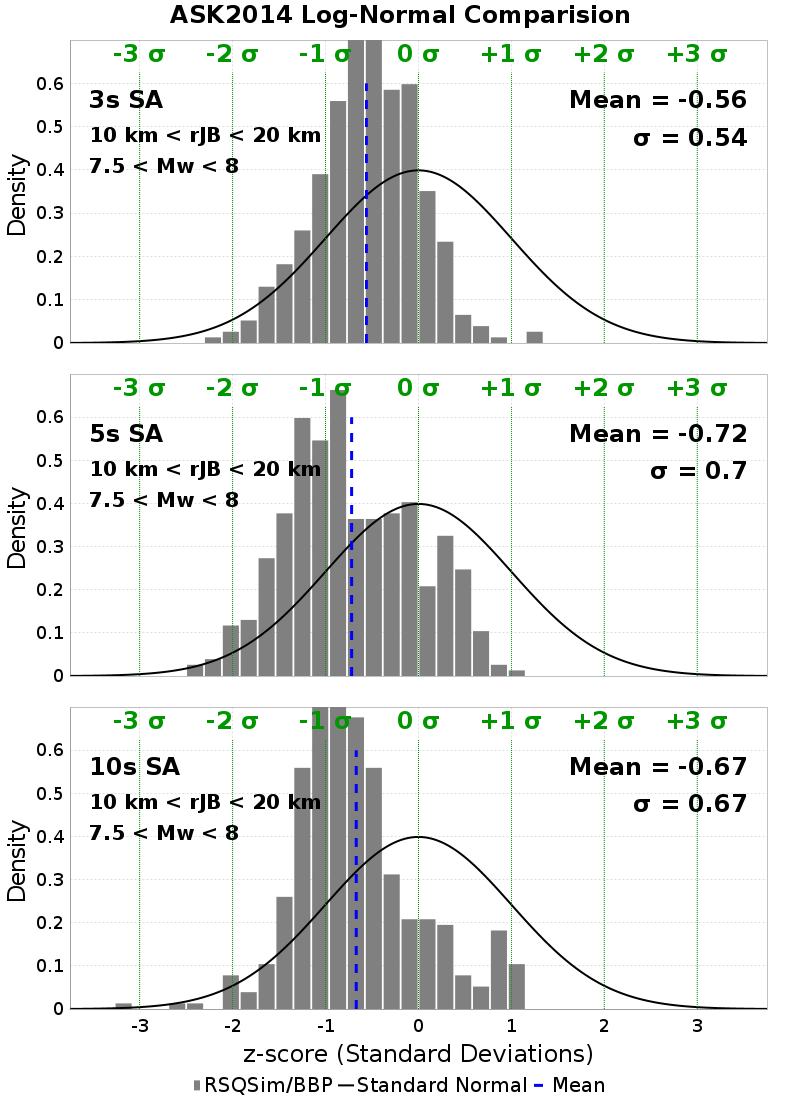 ASK2014 Log-Normal Comparision
-3 σ -2 σ -1 σ 0 σ +1 σ +2 σ +3 σ
0.6
3s SA Mean = -0.56
0.5
10 km < rJB < 20 km σ = 0.54
7.5 < Mw < 8
0.4
Density
0.3
0.2
0.1
0
-3 σ -2 σ -1 σ 0 σ +1 σ +2 σ +3 σ
0.6
5s SA Mean = -0.72
0.5
10 km < rJB < 20 km σ = 0.7
7.5 < Mw < 8
0.4
Density
0.3
0.2
0.1
0
-3 σ -2 σ -1 σ 0 σ +1 σ +2 σ +3 σ
0.6
10s SA Mean = -0.67
0.5
10 km < rJB < 20 km σ = 0.67
7.5 < Mw < 8
0.4
Density
0.3
0.2
0.1
0
-3 -2 -1 0 1 2 3
z-score (Standard Deviations)
RSQSim/BBP Standard Normal Mean